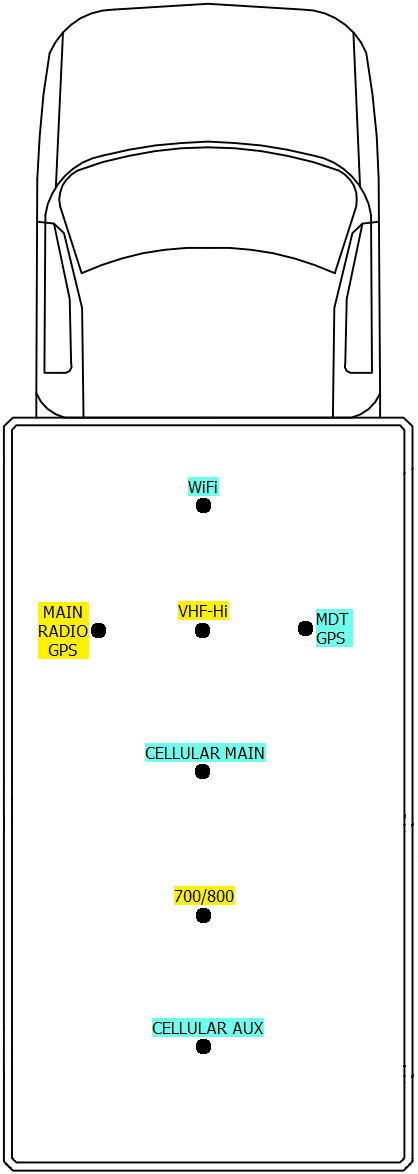 WiFi
MAIN
RADIO
GPS
VHF-Hi
MDT
GPS
CELLULAR MAIN
700/800
CELLULAR AUX